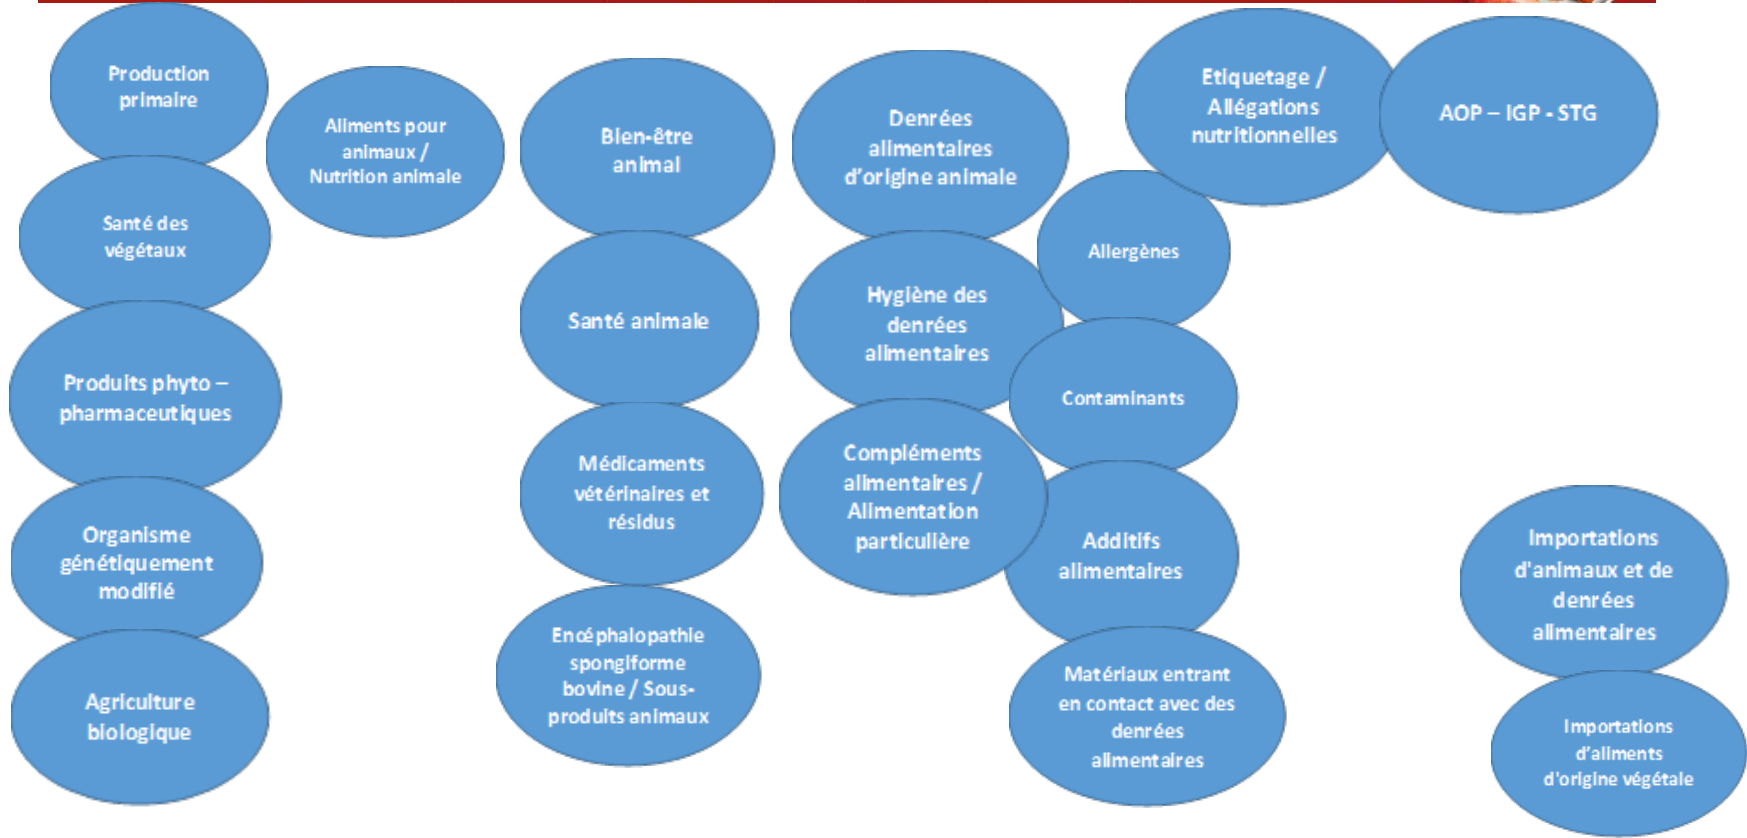 Production
primaire
Santé des
végétaux
Produits phyto –
pharmaceutiques
Organisme
génétiquement
modifié
Agriculture
biologique
Aliments pour
animaux /
Nutrition animale
Bien-être
animal
Santé animale
Médicaments
vétérinaires et
résidus
Encéphalopathie
spongiforme
bovine / Sous-
produits animaux
Denrées
alimentaires
d’origine animale
Hygiène des
denrées
alimentaires
Compléments
alimentaires /
Alimentation
particulière
Etiquetage /
Allégations
nutritionnelles
Allergènes
Contaminants
Additifs
alimentaires
Matériaux entrant
en contact avec des
denrées
alimentaires
AOP – IGP - STG
Importations
d'animaux et de
denrées
alimentaires
Importations
d’aliments
d'origine végétale